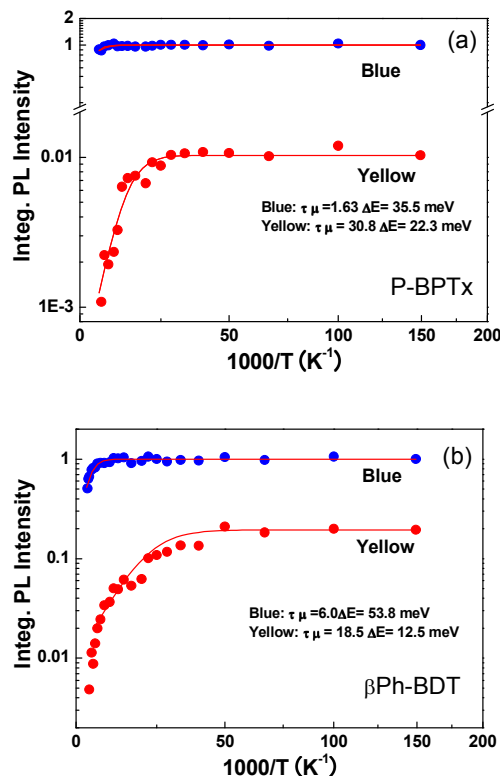 (a)
2
1
Blue
0.01
Yellow
Blue: τ μ =1.63 ΔE= 35.5 meV
Yellow: τ μ = 30.8 ΔE= 22.3 meV
1E-3
P-BPTx
Integ. PL Intensity
0 50 100 150 200
1000/T (K⁻¹)
(b)
1
Blue
Yellow
0.1
Blue: τ μ =6.0ΔE= 53.8 meV
Yellow: τ μ = 18.5 ΔE= 12.5 meV
0.01
βPh-BDT
Integ. PL Intensity
0 50 100 150 200
1000/T (K⁻¹)